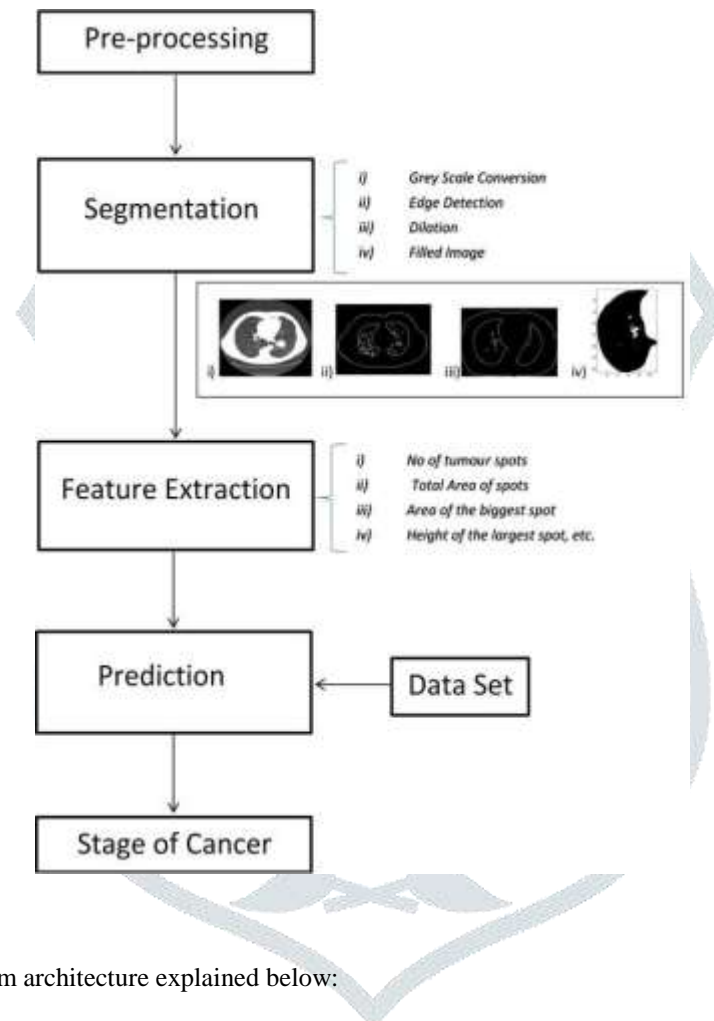 Pre-processing
Segmentation
i) Grey Scale Conversion
ii) Edge Detection
iii) Dilation
iv) Filled Image
i)
ii)
iii)
iv)
Feature Extraction
i) No of tumour spots
ii) Total Area of spots
iii) Area of the biggest spot
iv) Height of the largest spot, etc.
Prediction
Data Set
Stage of Cancer
m architecture explained below: